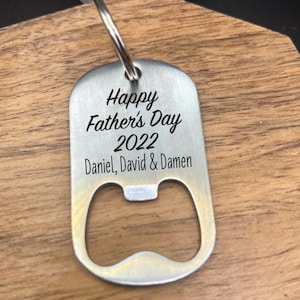 Happy
Father's Day
2022
Daniel, David & Damen